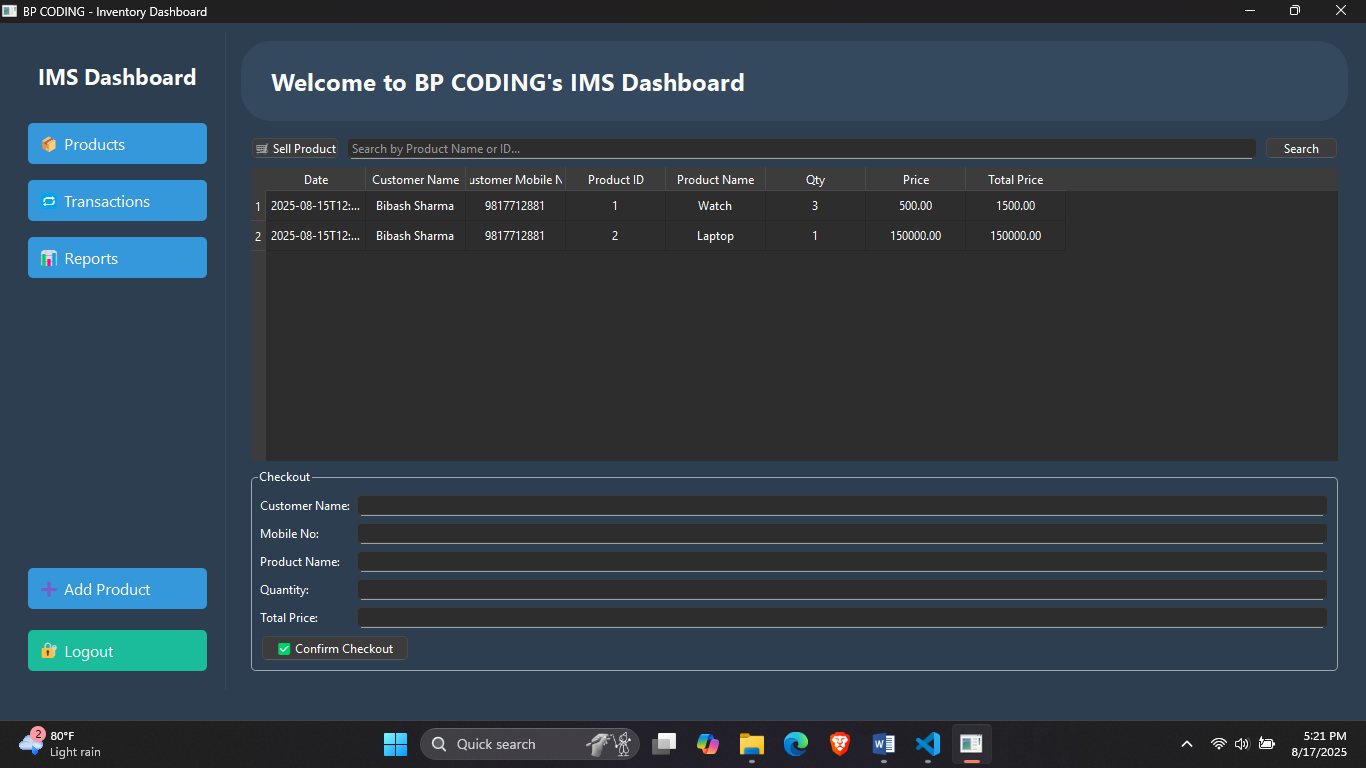 BP CODING - Inventory Dashboard
IMS Dashboard
Products
Transactions
Reports
Add Product
Logout
Welcome to BP CODING's IMS Dashboard
Sell Product Search by Product Name or ID... Search
Date Customer Name ustomer Mobile N Product ID Product Name Qty Price Total Price
1 2025-08-15T12:... Bibash Sharma 9817712881 1 Watch 3 500.00 1500.00
2 2025-08-15T12:... Bibash Sharma 9817712881 2 Laptop 1 150000.00 150000.00
Checkout
Customer Name:
Mobile No:
Product Name:
Quantity:
Total Price:
Confirm Checkout
2 80°F
Light rain
Quick search
5:21 PM
8/17/2025